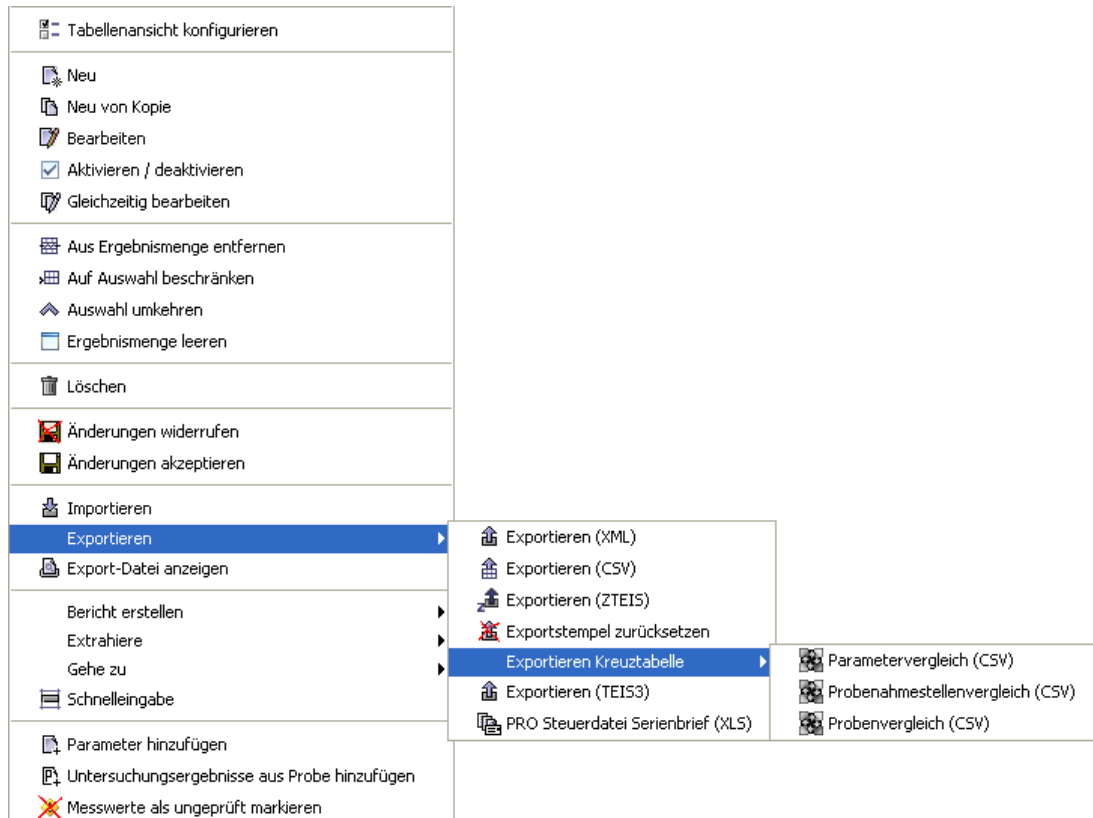 Tabellenansicht konfigurieren
Neu
Neu von Kopie
Bearbeiten
Aktivieren / deaktivieren
Gleichzeitig bearbeiten
Aus Ergebnismenge entfernen
Auf Auswahl beschränken
Auswahl umkehren
Ergebnismenge leeren
Löschen
Änderungen widerrufen
Änderungen akzeptieren
Importieren
Exportieren
Export-Datei anzeigen
Bericht erstellen
Extrahiere
Gehe zu
Schnelleingabe
Parameter hinzufügen
Untersuchungsergebnisse aus Probe hinzufügen
Messwerte als ungeprüft markieren
Exportieren (XML)
Exportieren (CSV)
Exportieren (ZTEIS)
Exportstempel zurücksetzen
Exportieren Kreuztabelle
Exportieren (TEIS3)
PRO Steuerdatei Serienbrief (XLS)
Parametervergleich (CSV)
Probenahmestellenvergleich (CSV)
Probenvergleich (CSV)